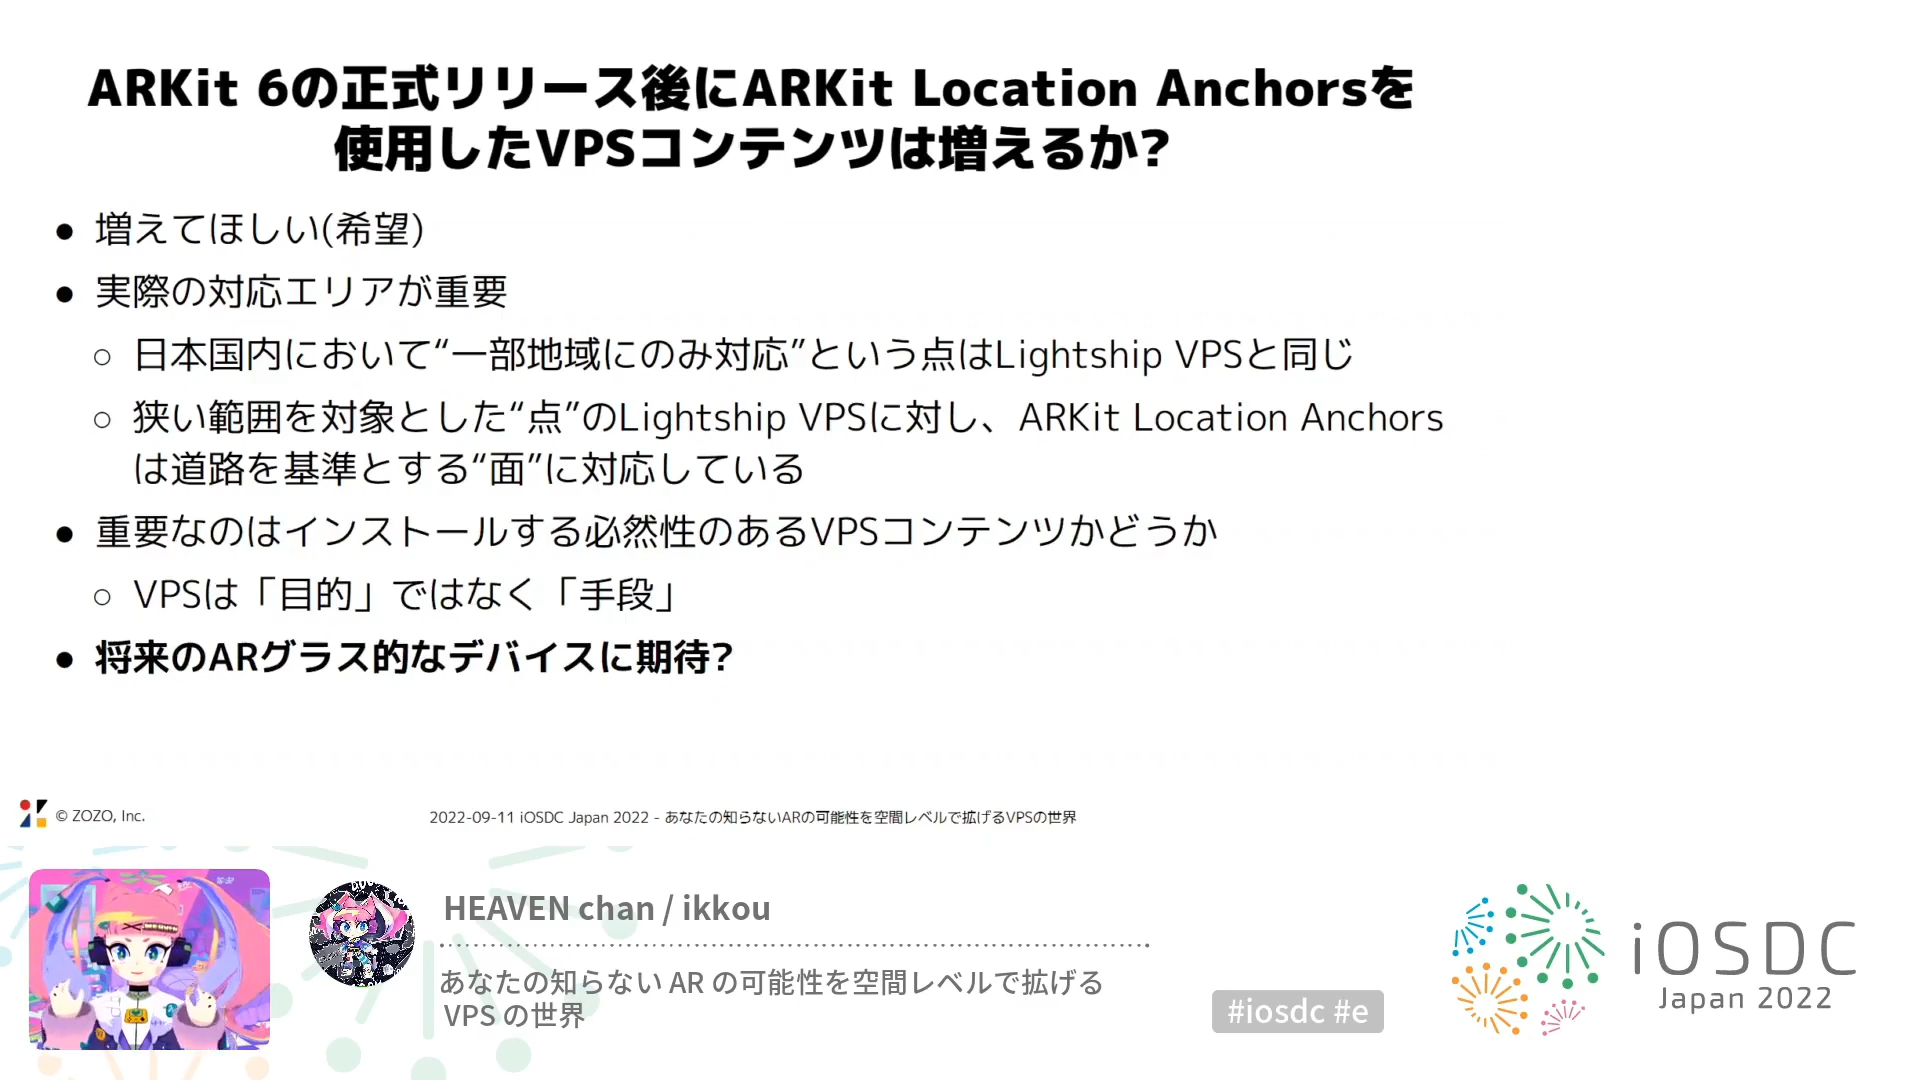 ARKit 6の正式リリース後にARKit Location Anchorsを
使用したVPSコンテンツは増えるか?
● 増えてほしい(希望)
● 実際の対応エリアが重要
○ 日本国内において“一部地域にのみ対応”という点はLightship VPSと同じ
○ 狭い範囲を対象とした“点”のLightship VPSに対し、ARKit Location Anchors
は道路を基準とする“面”に対応している
● 重要なのはインストールする必然性のあるVPSコンテンツかどうか
○ VPSは「目的」ではなく「手段」
● 将来のARグラス的なデバイスに期待?
© ZOZO, Inc.
2022-09-11 iOSDC Japan 2022 - あなたの知らないARの可能性を空間レベルで拡げるVPSの世界
HEAVEN chan / ikkou
あなたの知らない AR の可能性を空間レベルで拡げる
VPS の世界
#iosdc #e
iOSDC
Japan 2022